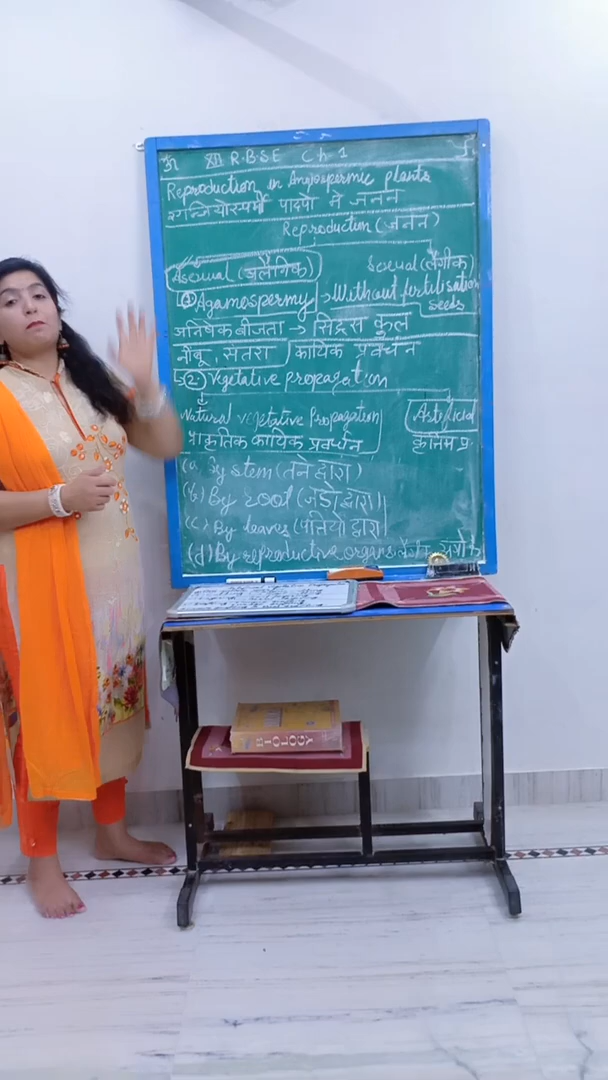 ॐ XII R.B.S.E Ch 1
Reproduction in Angiospermic plants
एन्जियोस्पर्मी पादपो मे जनन
Reproduction (जनन)
Asexual (अलैंगिक) Sexual (लैंगीक)
① Agamospermy → Without fertilisation seeds
अनिषेक बीजता → सिट्रस कुल
नींबू, संतरा कायिक प्रवर्धन
② Vegetative propagation
Natural vegetative Propagation Artificial
प्राकृतिक कायिक प्रवर्धन कृत्रिम प्र.
(a. By stem (तने द्वारा)
(b) By root (जड़ो द्वारा)
(c) By leaves (पत्तियो द्वारा
(d) By reproductive organs
BIOLOGY